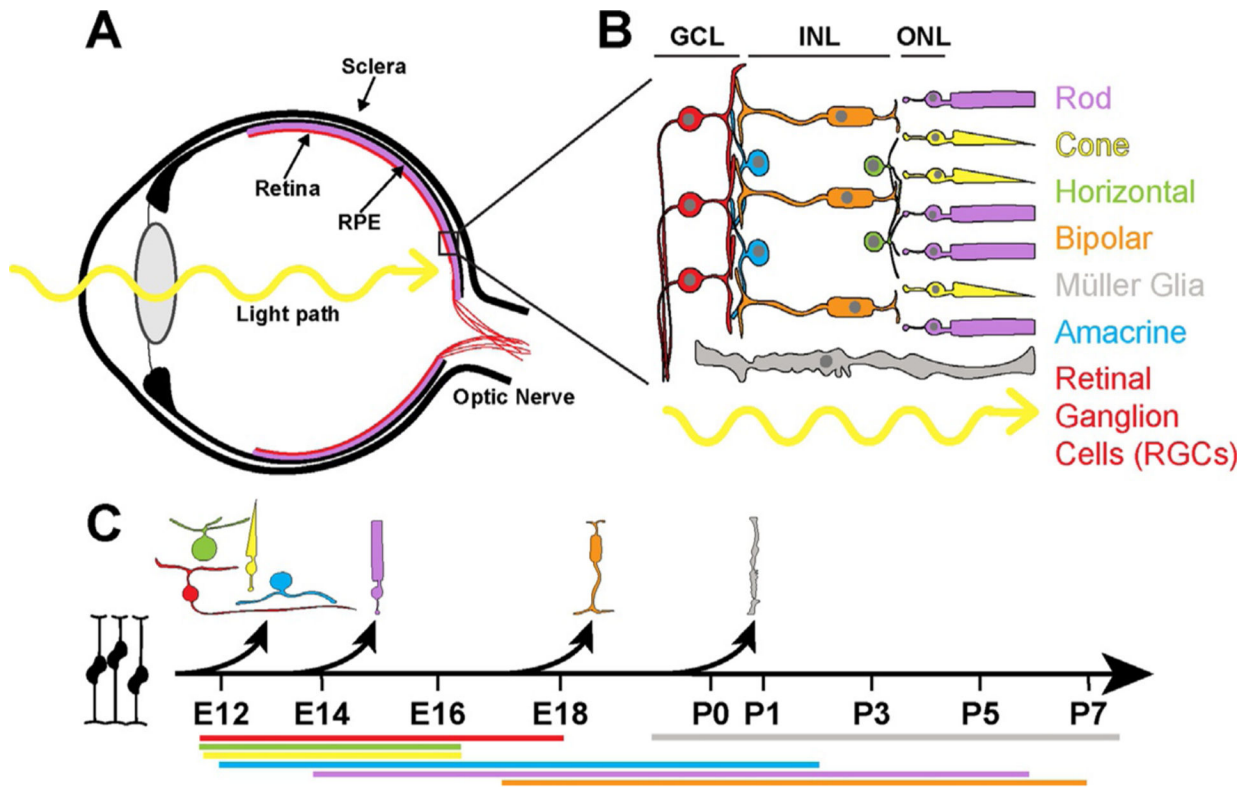 A
Sclera
Retina
RPE
Light path
Optic Nerve
B
GCL INL ONL
Rod
Cone
Horizontal
Bipolar
Müller Glia
Amacrine
Retinal
Ganglion
Cells (RGCs)
C
E12 E14 E16 E18 P0 P1 P3 P5 P7